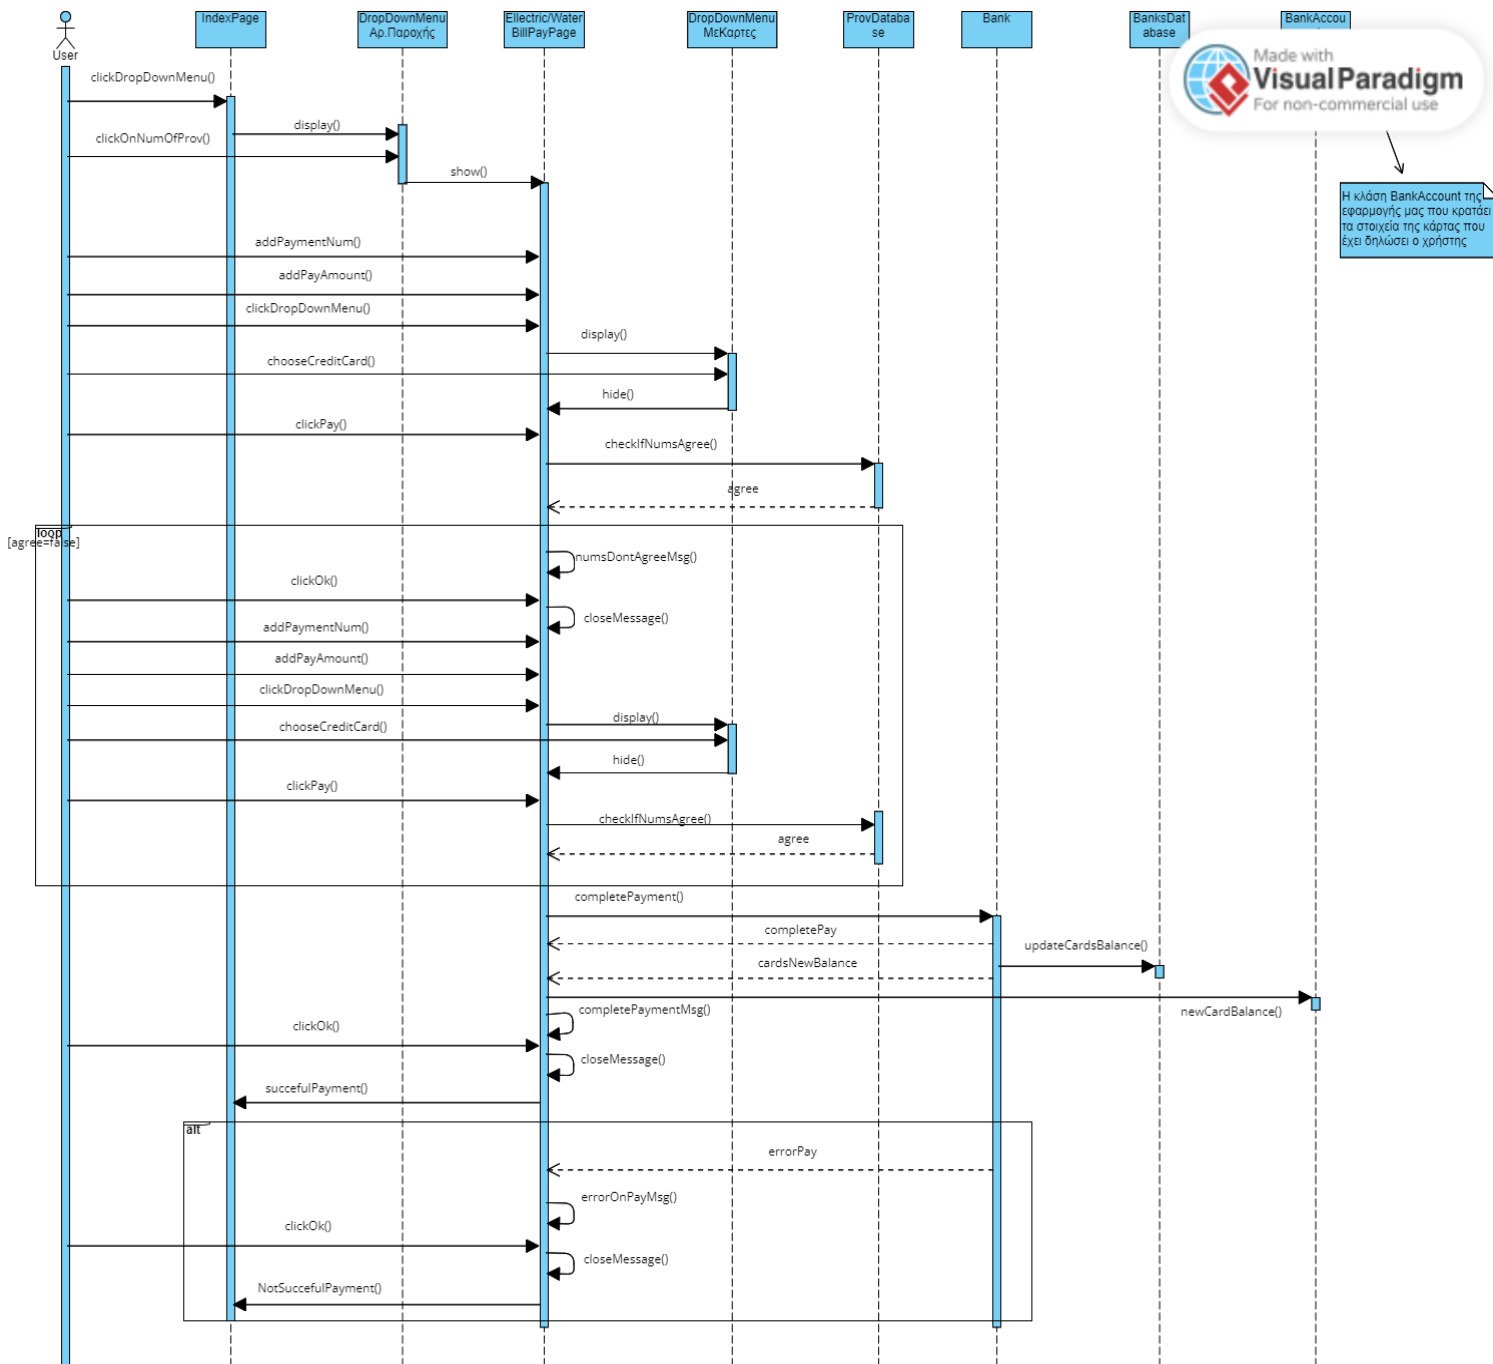 User
IndexPage
DropDownMenu
Αρ.Παροχής
Ellectric/Water
BillPayPage
DropDownMenu
ΜεΚαρτες
ProvDataba
se
Bank
BanksDat
abase
BankAccou
Made with
Visual Paradigm
For non-commercial use
clickDropDownMenu()
display()
clickOnNumOfProv()
show()
Η κλάση BankAccount της
εφαρμογής μας που κρατάει
τα στοιχεία της κάρτας που
έχει δηλώσει ο χρήστης
addPaymentNum()
addPayAmount()
clickDropDownMenu()
display()
chooseCreditCard()
hide()
clickPay()
checkIfNumsAgree()
agree
loop
[agree=false]
numsDontAgreeMsg()
clickOk()
closeMessage()
addPaymentNum()
addPayAmount()
clickDropDownMenu()
display()
chooseCreditCard()
hide()
clickPay()
checkIfNumsAgree()
agree
completePayment()
completePay
updateCardsBalance()
cardsNewBalance
newCardBalance()
completePaymentMsg()
clickOk()
closeMessage()
succefulPayment()
alt
errorPay
errorOnPayMsg()
clickOk()
closeMessage()
NotSuccefulPayment()